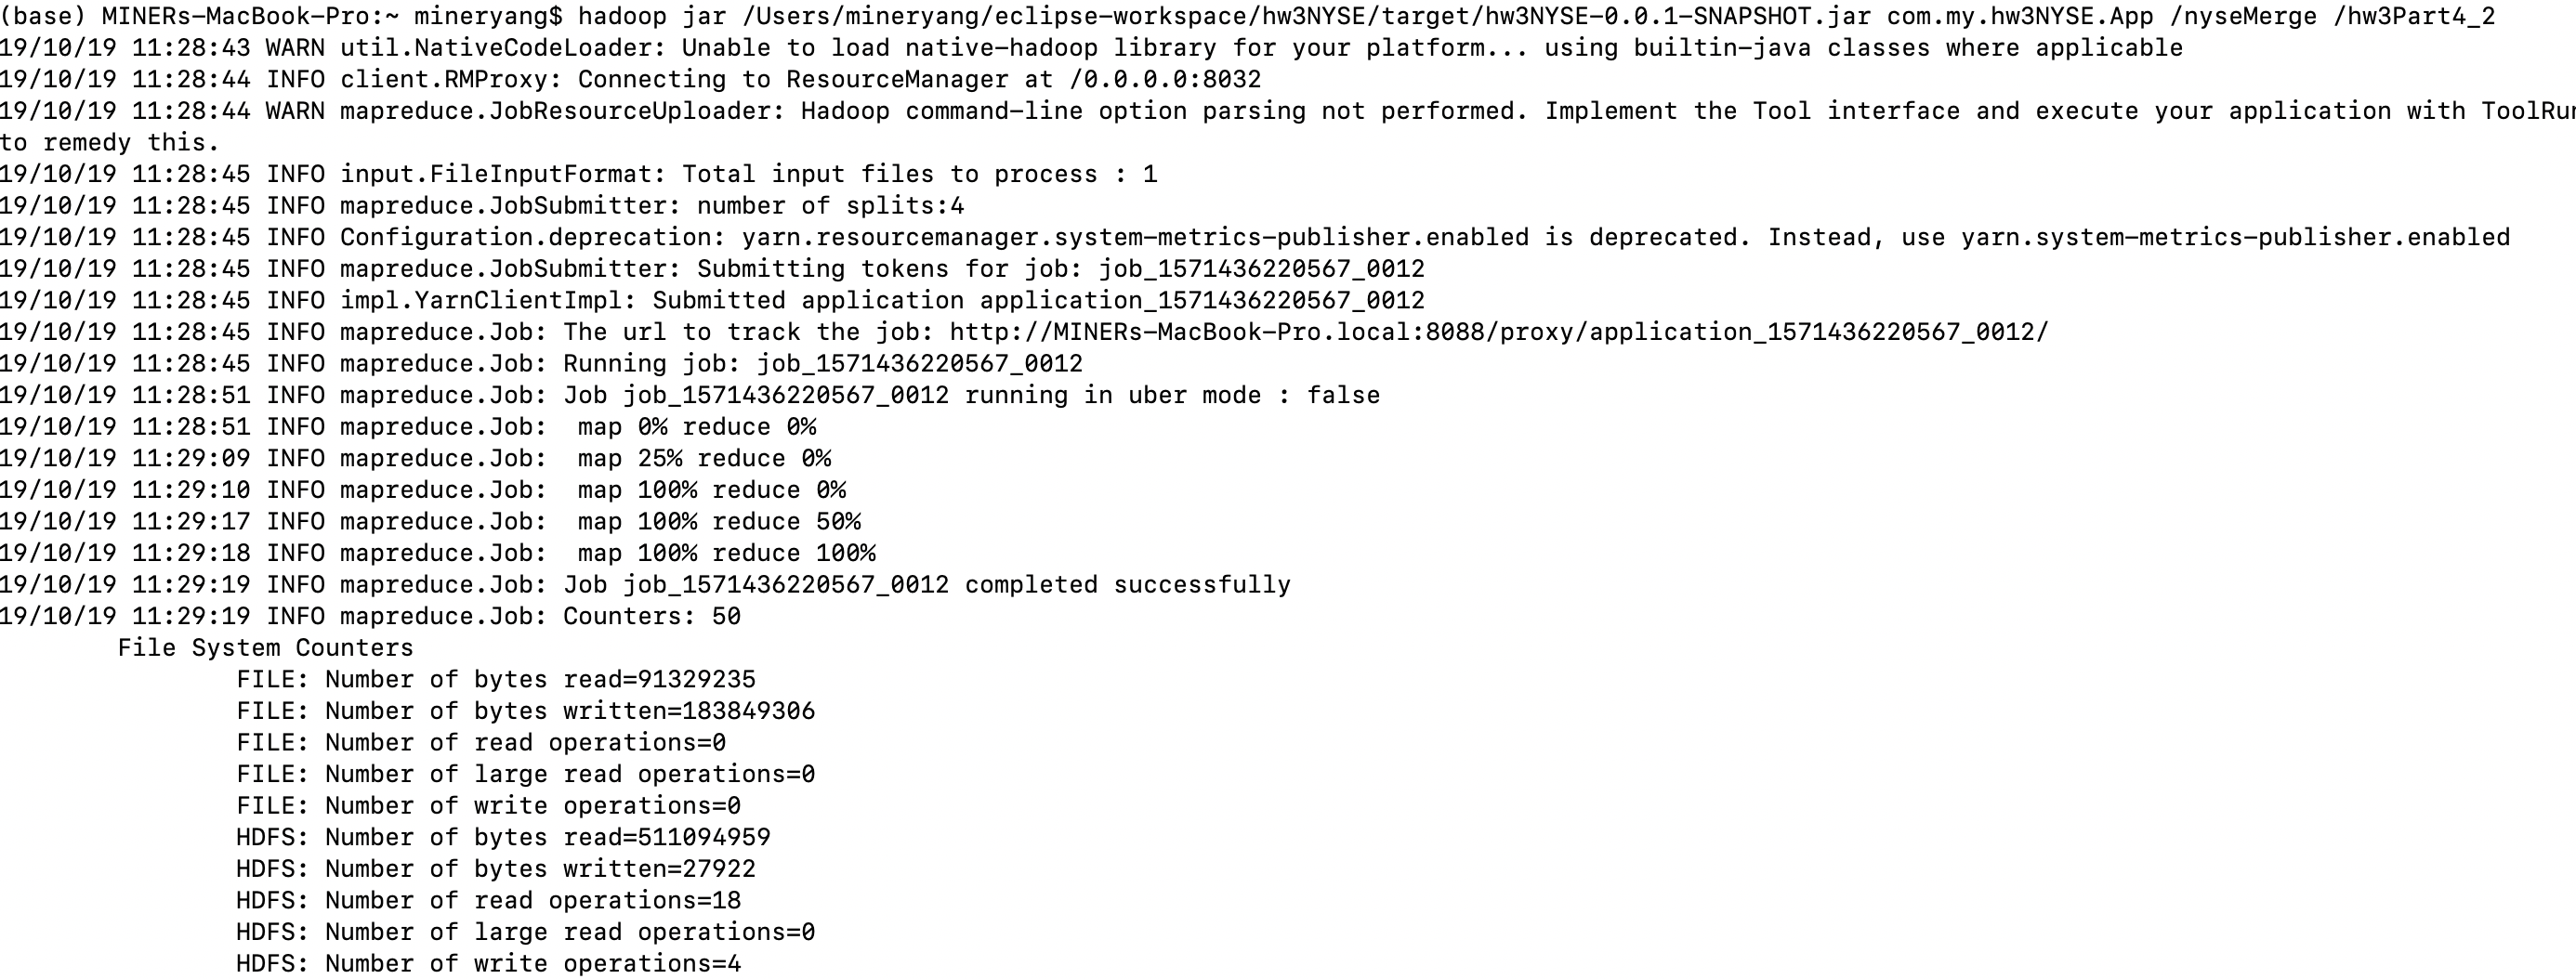 (base) MINERs-MacBook-Pro:~ mineryang$ hadoop jar /Users/mineryang/eclipse-workspace/hw3NYSE/target/hw3NYSE-0.0.1-SNAPSHOT.jar com.my.hw3NYSE.App /nyseMerge /hw3Part4_2
19/10/19 11:28:43 WARN util.NativeCodeLoader: Unable to load native-hadoop library for your platform... using builtin-java classes where applicable
19/10/19 11:28:44 INFO client.RMProxy: Connecting to ResourceManager at /0.0.0.0:8032
19/10/19 11:28:44 WARN mapreduce.JobResourceUploader: Hadoop command-line option parsing not performed. Implement the Tool interface and execute your application with ToolRun
to remedy this.
19/10/19 11:28:45 INFO input.FileInputFormat: Total input files to process : 1
19/10/19 11:28:45 INFO mapreduce.JobSubmitter: number of splits:4
19/10/19 11:28:45 INFO Configuration.deprecation: yarn.resourcemanager.system-metrics-publisher.enabled is deprecated. Instead, use yarn.system-metrics-publisher.enabled
19/10/19 11:28:45 INFO mapreduce.JobSubmitter: Submitting tokens for job: job_1571436220567_0012
19/10/19 11:28:45 INFO impl.YarnClientImpl: Submitted application application_1571436220567_0012
19/10/19 11:28:45 INFO mapreduce.Job: The url to track the job: http://MINERs-MacBook-Pro.local:8088/proxy/application_1571436220567_0012/
19/10/19 11:28:45 INFO mapreduce.Job: Running job: job_1571436220567_0012
19/10/19 11:28:51 INFO mapreduce.Job: Job job_1571436220567_0012 running in uber mode : false
19/10/19 11:28:51 INFO mapreduce.Job:  map 0% reduce 0%
19/10/19 11:29:09 INFO mapreduce.Job:  map 25% reduce 0%
19/10/19 11:29:10 INFO mapreduce.Job:  map 100% reduce 0%
19/10/19 11:29:17 INFO mapreduce.Job:  map 100% reduce 50%
19/10/19 11:29:18 INFO mapreduce.Job:  map 100% reduce 100%
19/10/19 11:29:19 INFO mapreduce.Job: Job job_1571436220567_0012 completed successfully
19/10/19 11:29:19 INFO mapreduce.Job: Counters: 50
File System Counters
FILE: Number of bytes read=91329235
FILE: Number of bytes written=183849306
FILE: Number of read operations=0
FILE: Number of large read operations=0
FILE: Number of write operations=0
HDFS: Number of bytes read=511094959
HDFS: Number of bytes written=27922
HDFS: Number of read operations=18
HDFS: Number of large read operations=0
HDFS: Number of write operations=4